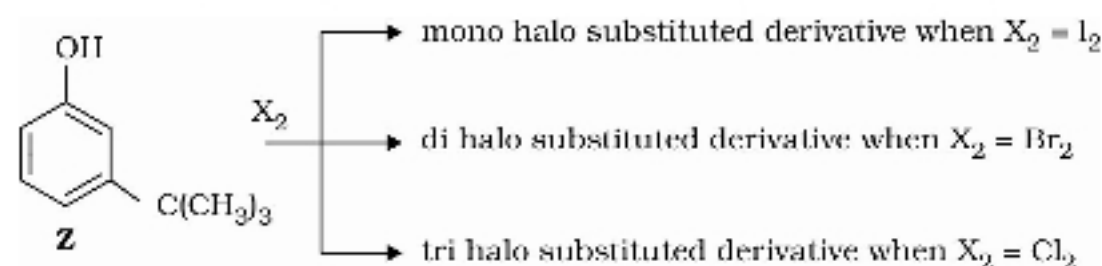 OH
mono halo substituted derivative when X₂ = I₂
X₂
di halo substituted derivative when X₂ = Br₂
C(CH₃)₃
Z
tri halo substituted derivative when X₂ = Cl₂